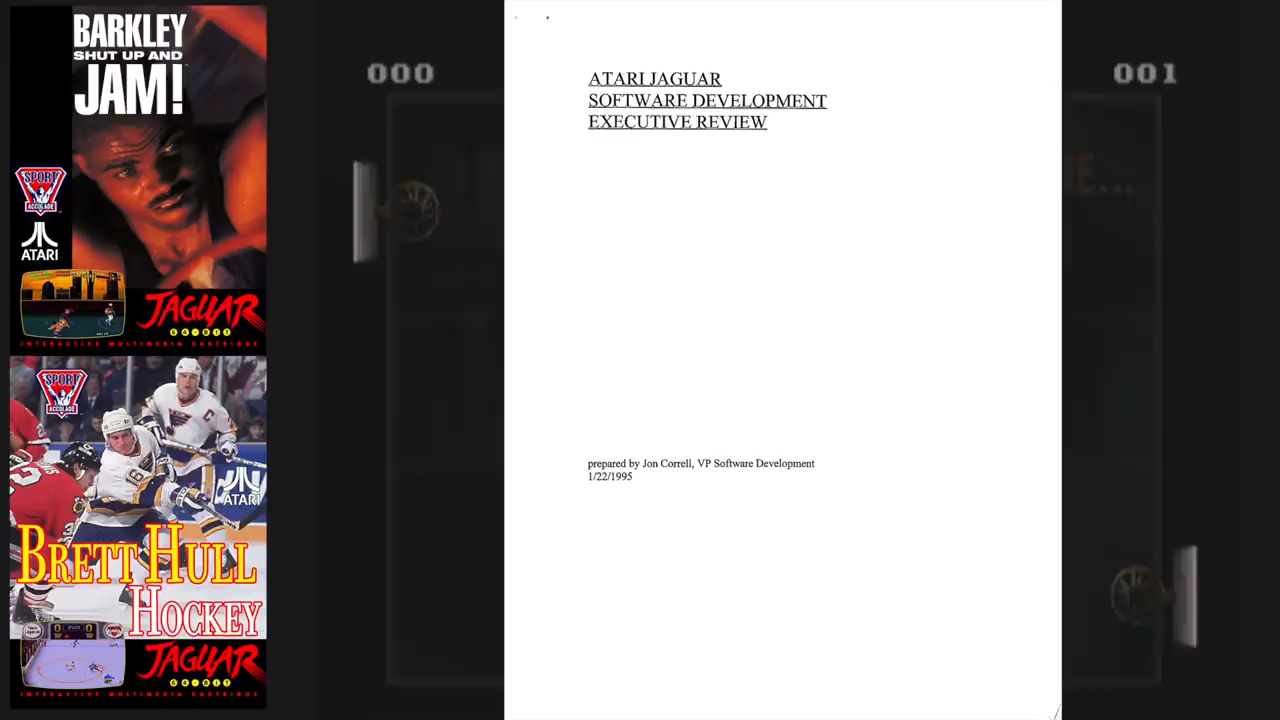 BARKLEY
SHUT UP AND
JAM!
SPORT
ACCOLADE
ATARI
JAGUAR
64-BIT
INTERACTIVE MULTIMEDIA CARTRIDGE
SPORT
ACCOLADE
C
16
ATARI
BRETT HULL
HOCKEY
JAGUAR
64-BIT
INTERACTIVE MULTIMEDIA CARTRIDGE
000
ATARI JAGUAR
SOFTWARE DEVELOPMENT
EXECUTIVE REVIEW
prepared by Jon Correll, VP Software Development
1/22/1995
001